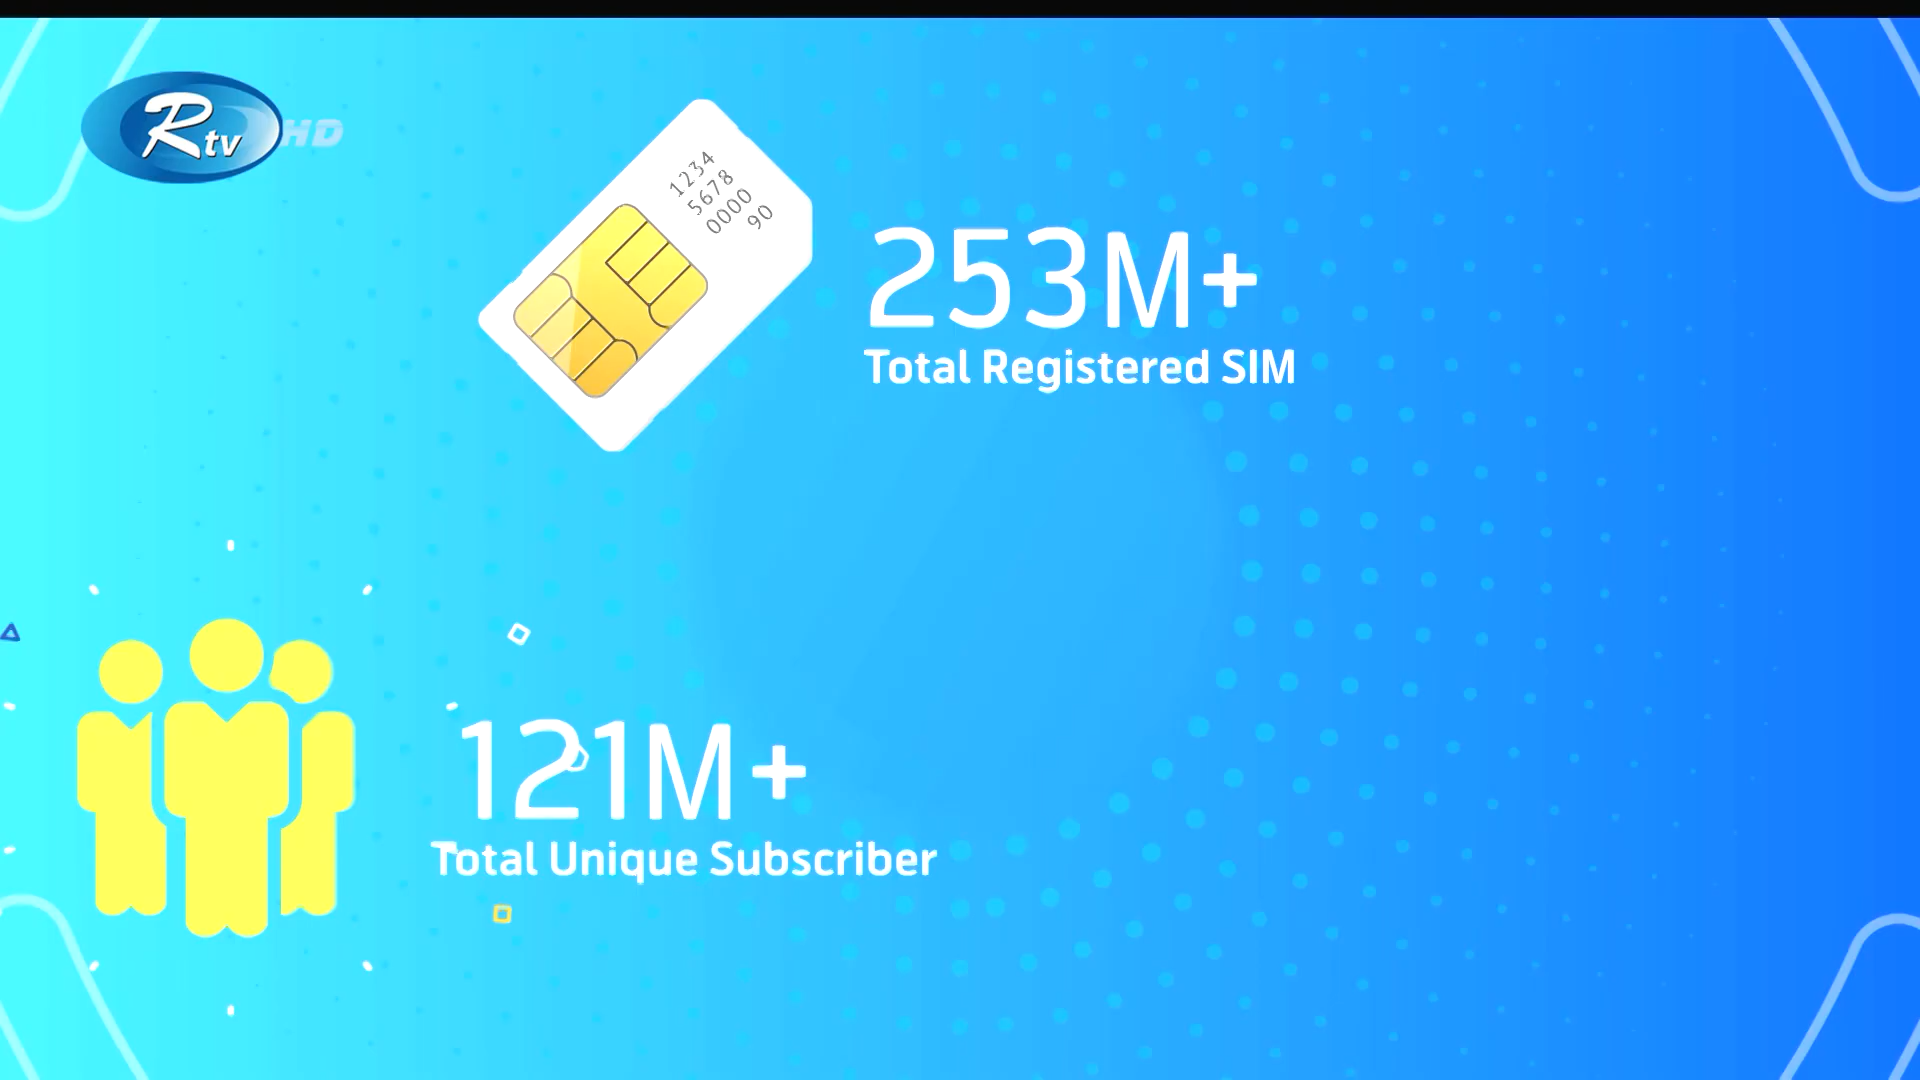 Rtv HD
1234
5678
0000
90
253M+
Total Registered SIM
121M+
Total Unique Subscriber